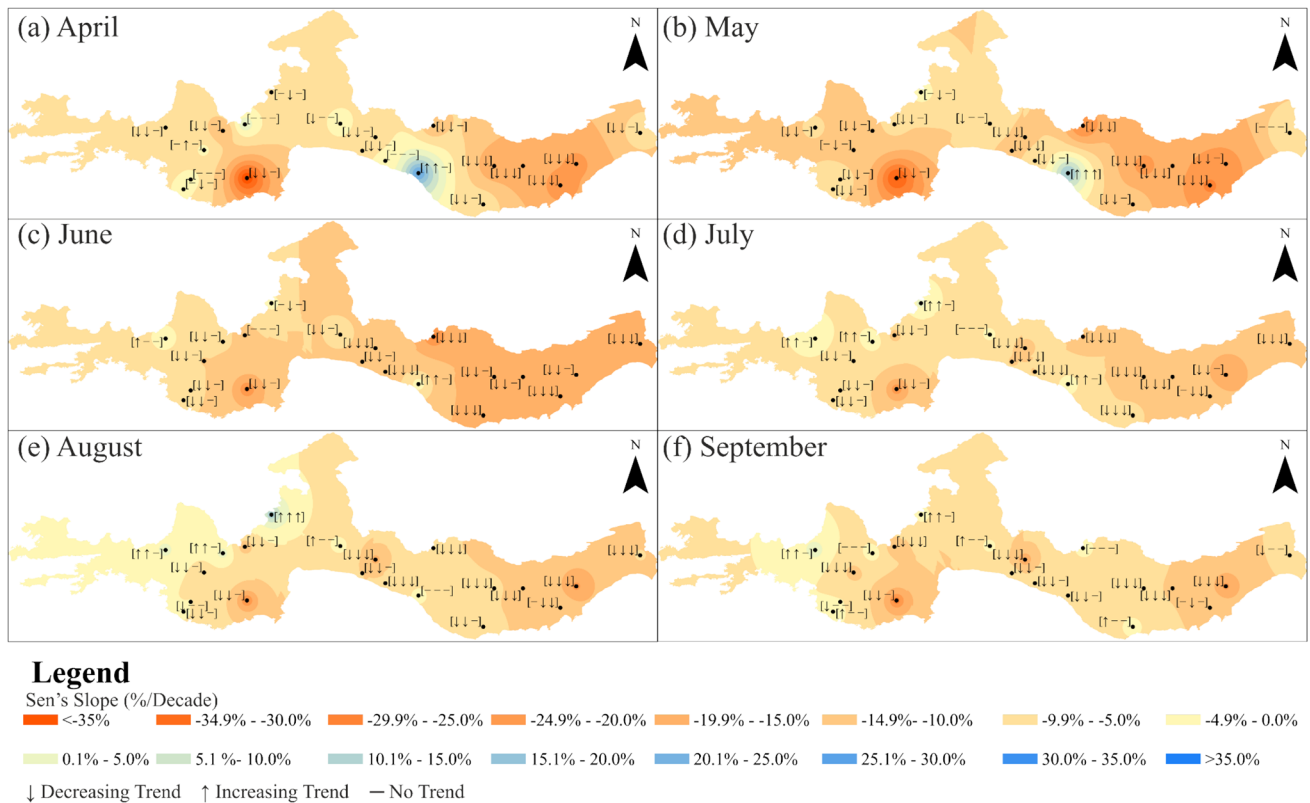 (a) April
N
[– ↓ –]
[↓ ↓ –]
[↓ ↓ –]
[– – –]
[↓ – –]
[↓ ↓ ↓]
[↓ ↓ –]
[– ↑ –]
[↓ ↓ –]
[– – –]
[– – –]
[– ↓ –]
[↓ ↓ –]
[↑ ↑ –]
[↓ ↓ ↓]
[↓ ↓ ↓]
[↓ ↓ ↓]
[↓ ↓ –]
(b) May
N
[– ↓ –]
[↓ ↓ –]
[↓ ↓ –]
[– – –]
[↓ ↓ ↓]
[– – –]
[↓ ↓ –]
[↓ ↓ –]
[↓ ↓ –]
[↑ ↑ ↑]
[↓ ↓ ↓]
[↓ ↓ ↓]
[↓ ↓ –]
(c) June
N
[– ↓ –]
[↑ – –]
[↓ ↓ –]
[– – –]
[↓ ↓ –]
[↓ ↓ ↓]
[↓ ↓ ↓]
[↓ ↓ –]
[↓ ↓ ↓]
[↓ ↓ –]
[↓ ↓ –]
[↓ ↓ –]
[↑ ↑ –]
[↓ ↓ ↓]
[↓ ↓ ↓]
[↓ ↓ ↓]
(d) July
N
[↑ ↑ –]
[↑ ↑ –]
[↓ ↓ –]
[– – –]
[↓ ↓ ↓]
[↓ ↓ ↓]
[↓ ↓ –]
[↓ ↓ –]
[↓ ↓ –]
[↑ ↑ –]
[↓ ↓ ↓]
[↓ ↓ ↓]
[– ↓ ↓]
[↓ ↓ ↓]
(e) August
N
[↑ ↑ ↑]
[↑ ↑ –]
[↑ ↑ –]
[↓ ↓ –]
[↑ – –]
[↓ ↓ ↓]
[↓ ↓ ↓]
[↓ ↓ –]
[↓ ↓ ↓]
[↓ – –]
[↓ ↓ –]
[↓ ↓ –]
[– – –]
[↓ ↓ ↓]
[↓ ↓ ↓]
[– ↓ ↓]
[↓ ↓ –]
(f) September
N
[↑ ↑ –]
[↑ ↑ –]
[– – –]
[↓ ↓ –]
[↑ – –]
[– – –]
[↓ – –]
[↓ ↓ –]
[↓ – –]
[↑ – –]
[↓ ↓ –]
[↓ ↓ ↓]
[↓ ↓ ↓]
[– ↓ –]
[↑ – –]
Legend
Sen's Slope (%/Decade)
<-35% -34.9% - -30.0% -29.9% - -25.0% -24.9% - -20.0% -19.9% - -15.0% -14.9%- -10.0% -9.9% - -5.0% -4.9% - 0.0%
0.1% - 5.0% 5.1 %- 10.0% 10.1% - 15.0% 15.1% - 20.0% 20.1% - 25.0% 25.1% - 30.0% 30.0% - 35.0% >35.0%
↓ Decreasing Trend ↑ Increasing Trend – No Trend